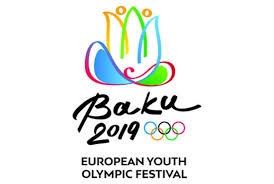 Baku
2019
EUROPEAN YOUTH
OLYMPIC FESTIVAL